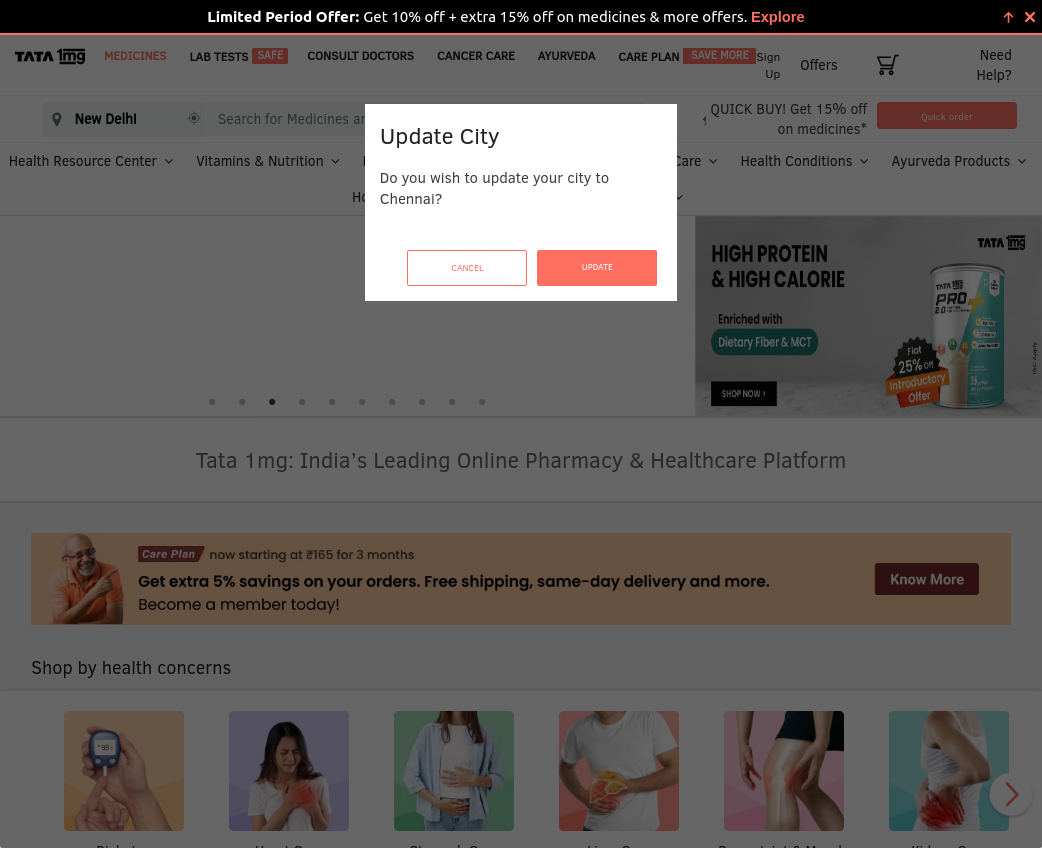 Limited Period Offer: Get 10% off + extra 15% off on medicines & more offers. Explore
TATA 1mg
MEDICINES
LAB TESTS SAFE
CONSULT DOCTORS
CANCER CARE
AYURVEDA
CARE PLAN SAVE MORE
Sign
Up
Offers
Need
Help?
New Delhi
Search for Medicines an
QUICK BUY! Get 15% off
on medicines*
Quick order
Health Resource Center
Vitamins & Nutrition
Care
Health Conditions
Ayurveda Products
Update City
Do you wish to update your city to
Chennai?
CANCEL
UPDATE
HIGH PROTEIN
& HIGH CALORIE
Enriched with
Dietary Fiber & MCT
SHOP NOW ›
TATA 1mg
TATA 1mg
PRO+
2.0
Flat
25% Off
Introductory
Offer
Tata 1mg: India's Leading Online Pharmacy & Healthcare Platform
Care Plan now starting at ₹165 for 3 months
Get extra 5% savings on your orders. Free shipping, same-day delivery and more.
Become a member today!
Know More
Shop by health concerns